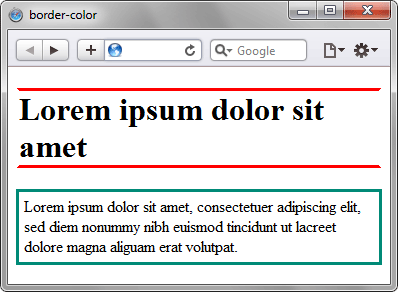 border-color
Google
Lorem ipsum dolor sit
amet
Lorem ipsum dolor sit amet, consectetuer adipiscing elit,
sed diem nonummy nibh euismod tincidunt ut lacreet
dolore magna aliguam erat volutpat.